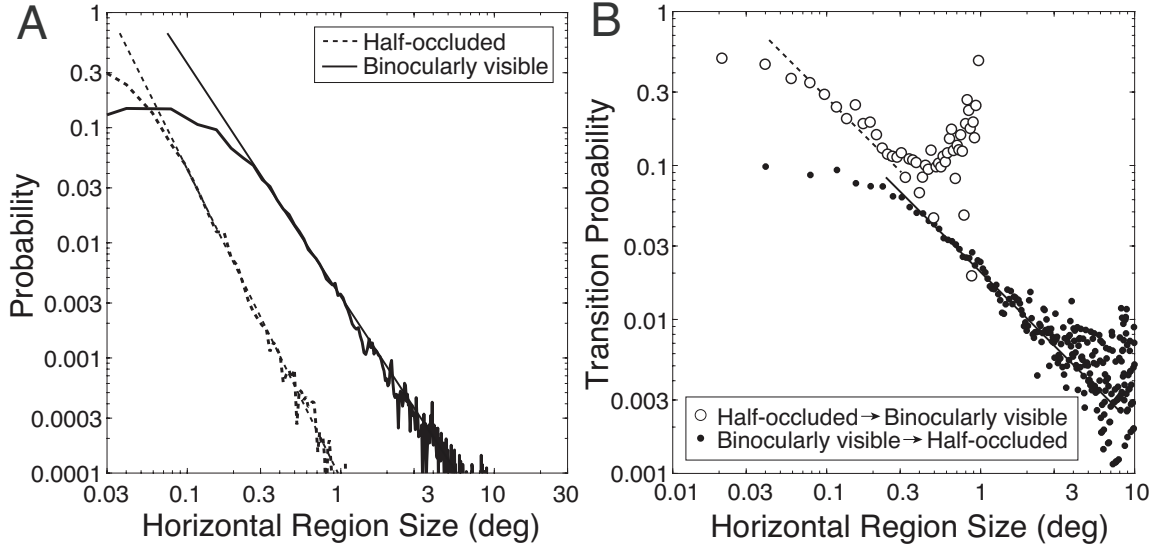 A
1
0.3
0.1
0.03
0.01
0.003
0.001
0.0003
0.0001
Probability
Half-occluded
Binocularly visible
0.03 0.1 0.3 1 3 10 30
Horizontal Region Size (deg)
B
1
0.3
0.1
0.03
0.01
0.003
0.001
Transition Probability
Half-occluded → Binocularly visible
Binocularly visible → Half-occluded
0.01 0.03 0.1 0.3 1 3 10
Horizontal Region Size (deg)